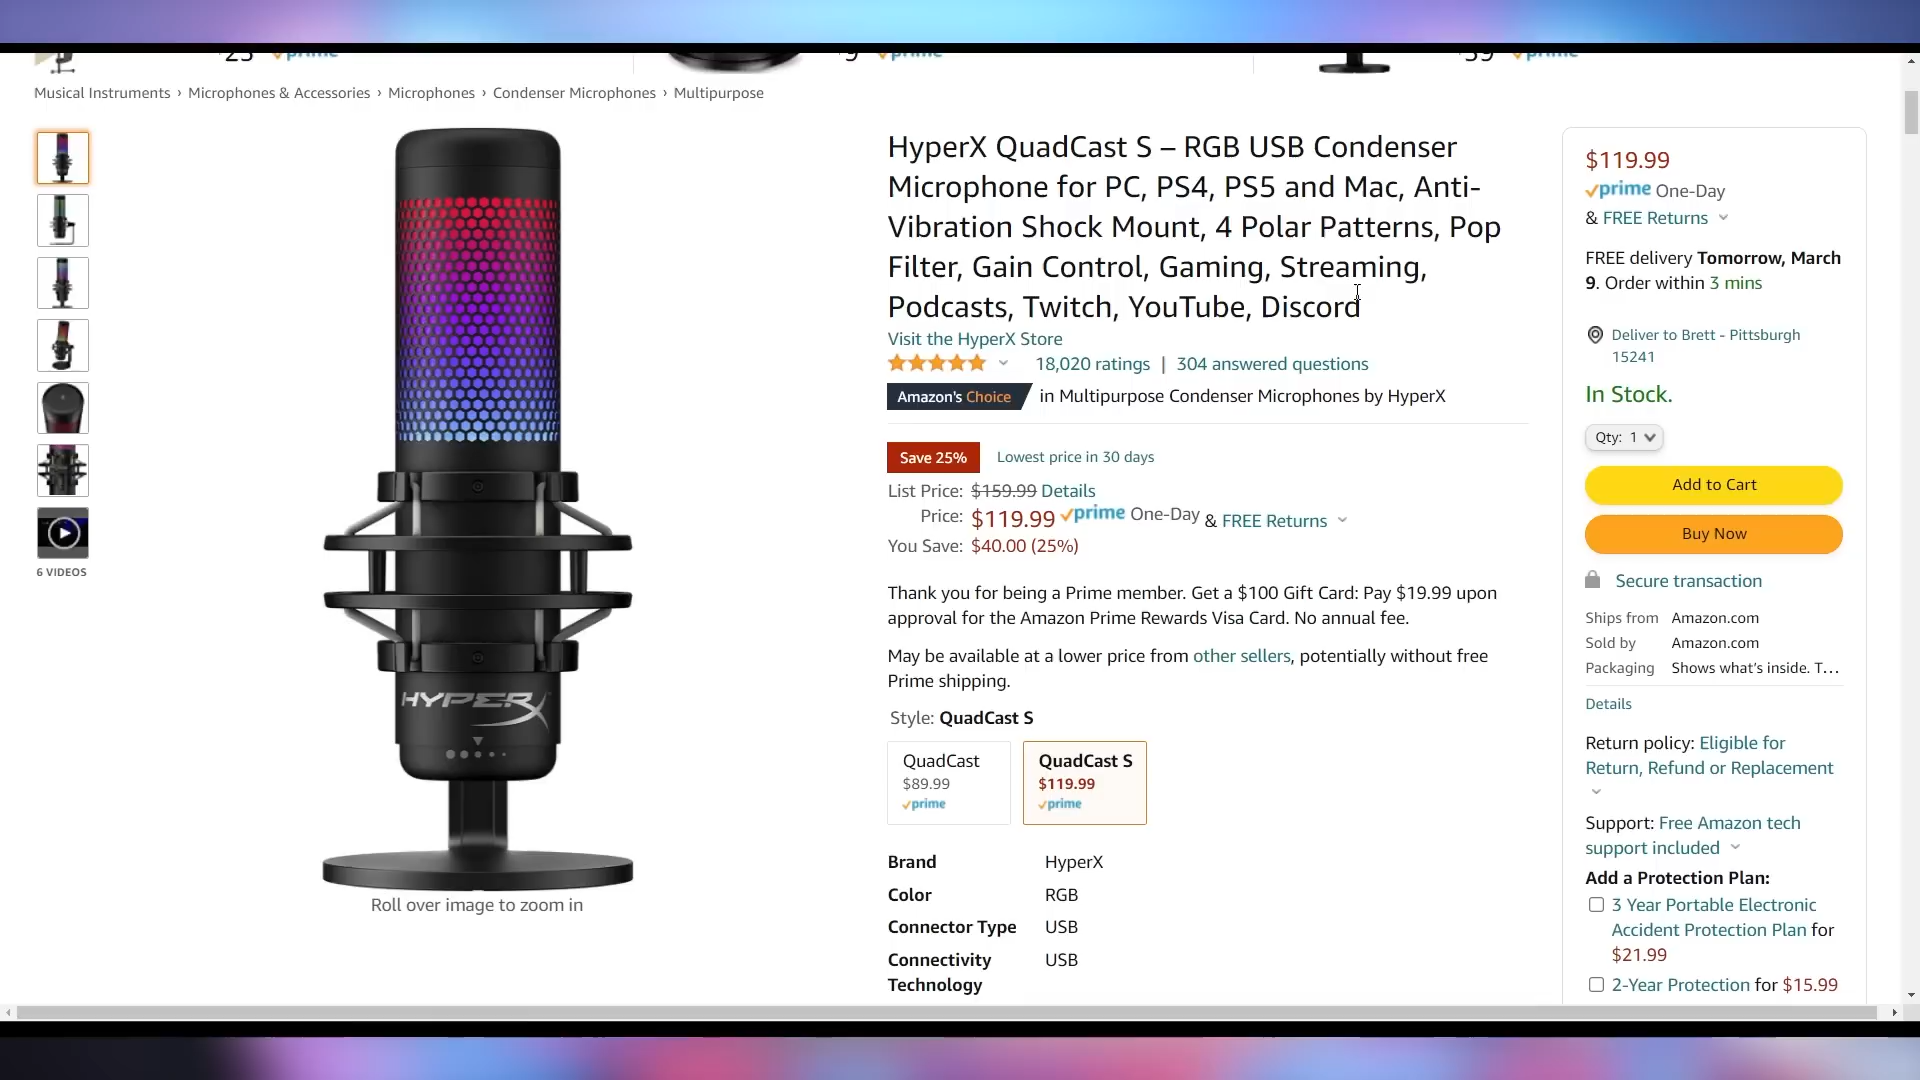 Musical Instruments › Microphones & Accessories › Microphones › Condenser Microphones › Multipurpose
6 VIDEOS
HYPERX
Roll over image to zoom in
HyperX QuadCast S – RGB USB Condenser
Microphone for PC, PS4, PS5 and Mac, Anti-
Vibration Shock Mount, 4 Polar Patterns, Pop
Filter, Gain Control, Gaming, Streaming,
Podcasts, Twitch, YouTube, Discord
Visit the HyperX Store
18,020 ratings | 304 answered questions
Amazon's Choice in Multipurpose Condenser Microphones by HyperX
Save 25% Lowest price in 30 days
List Price: $159.99 Details
Price: $119.99 prime One-Day & FREE Returns
You Save: $40.00 (25%)
Thank you for being a Prime member. Get a $100 Gift Card: Pay $19.99 upon
approval for the Amazon Prime Rewards Visa Card. No annual fee.
May be available at a lower price from other sellers, potentially without free
Prime shipping.
Style: QuadCast S
QuadCast
$89.99
prime
QuadCast S
$119.99
prime
Brand HyperX
Color RGB
Connector Type USB
Connectivity USB
Technology
$119.99
prime One-Day
& FREE Returns
FREE delivery Tomorrow, March
9. Order within 3 mins
Deliver to Brett - Pittsburgh
15241
In Stock.
Qty: 1
Add to Cart
Buy Now
Secure transaction
Ships from Amazon.com
Sold by Amazon.com
Packaging Shows what's inside. T...
Details
Return policy: Eligible for
Return, Refund or Replacement
Support: Free Amazon tech
support included
Add a Protection Plan:
3 Year Portable Electronic
Accident Protection Plan for
$21.99
2-Year Protection for $15.99